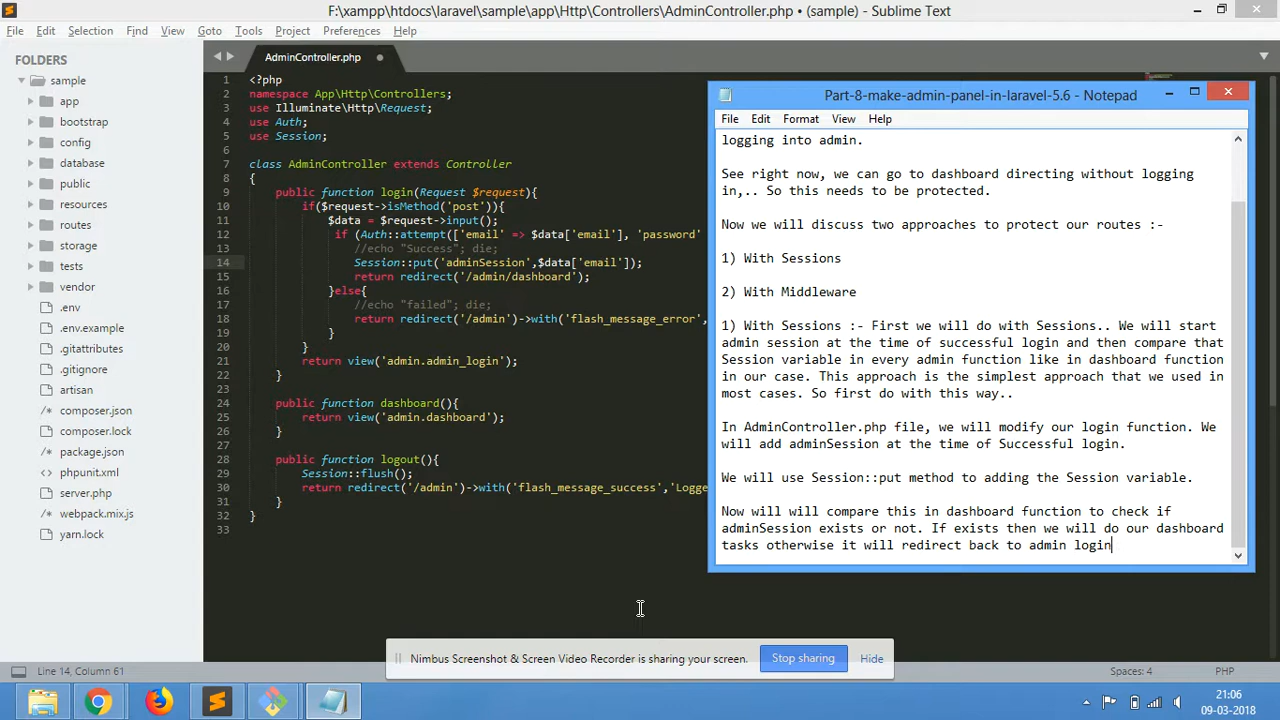 F:\xampp\htdocs\laravel\sample\app\Http\Controllers\AdminController.php • (sample) - Sublime Text
File Edit Selection Find View Goto Tools Project Preferences Help
FOLDERS
sample
app
bootstrap
config
database
public
resources
routes
storage
tests
vendor
.env
.env.example
.gitattributes
.gitignore
artisan
composer.json
composer.lock
package.json
phpunit.xml
server.php
webpack.mix.js
yarn.lock
AdminController.php
1 <?php
2 namespace App\Http\Controllers;
3 use Illuminate\Http\Request;
4 use Auth;
5 use Session;
6
7 class AdminController extends Controller
8 {
9 public function login(Request $request){
10 if($request->isMethod('post')){
11 $data = $request->input();
12 if (Auth::attempt(['email' => $data['email'], 'password'
13 //echo "Success"; die;
14 Session::put('adminSession',$data['email']);
15 return redirect('/admin/dashboard');
16 }else{
17 //echo "failed"; die;
18 return redirect('/admin')->with('flash_message_error',
19 }
20 }
21 return view('admin.admin_login');
22 }
23
24 public function dashboard(){
25 return view('admin.dashboard');
26 }
27
28 public function logout(){
29 Session::flush();
30 return redirect('/admin')->with('flash_message_success','Logge
31 }
32 }
33
Part-8-make-admin-panel-in-laravel-5.6 - Notepad
File Edit Format View Help
logging into admin.
See right now, we can go to dashboard directing without logging
in,.. So this needs to be protected.
Now we will discuss two approaches to protect our routes :-
1) With Sessions
2) With Middleware
1) With Sessions :- First we will do with Sessions.. We will start
admin session at the time of successful login and then compare that
Session variable in every admin function like in dashboard function
in our case. This approach is the simplest approach that we used in
most cases. So first do with this way..
In AdminController.php file, we will modify our login function. We
will add adminSession at the time of Successful login.
We will use Session::put method to adding the Session variable.
Now will will compare this in dashboard function to check if
adminSession exists or not. If exists then we will do our dashboard
tasks otherwise it will redirect back to admin login
Nimbus Screenshot & Screen Video Recorder is sharing your screen. Stop sharing Hide
Line 14, Column 61 Spaces: 4 PHP
21:06
09-03-2018